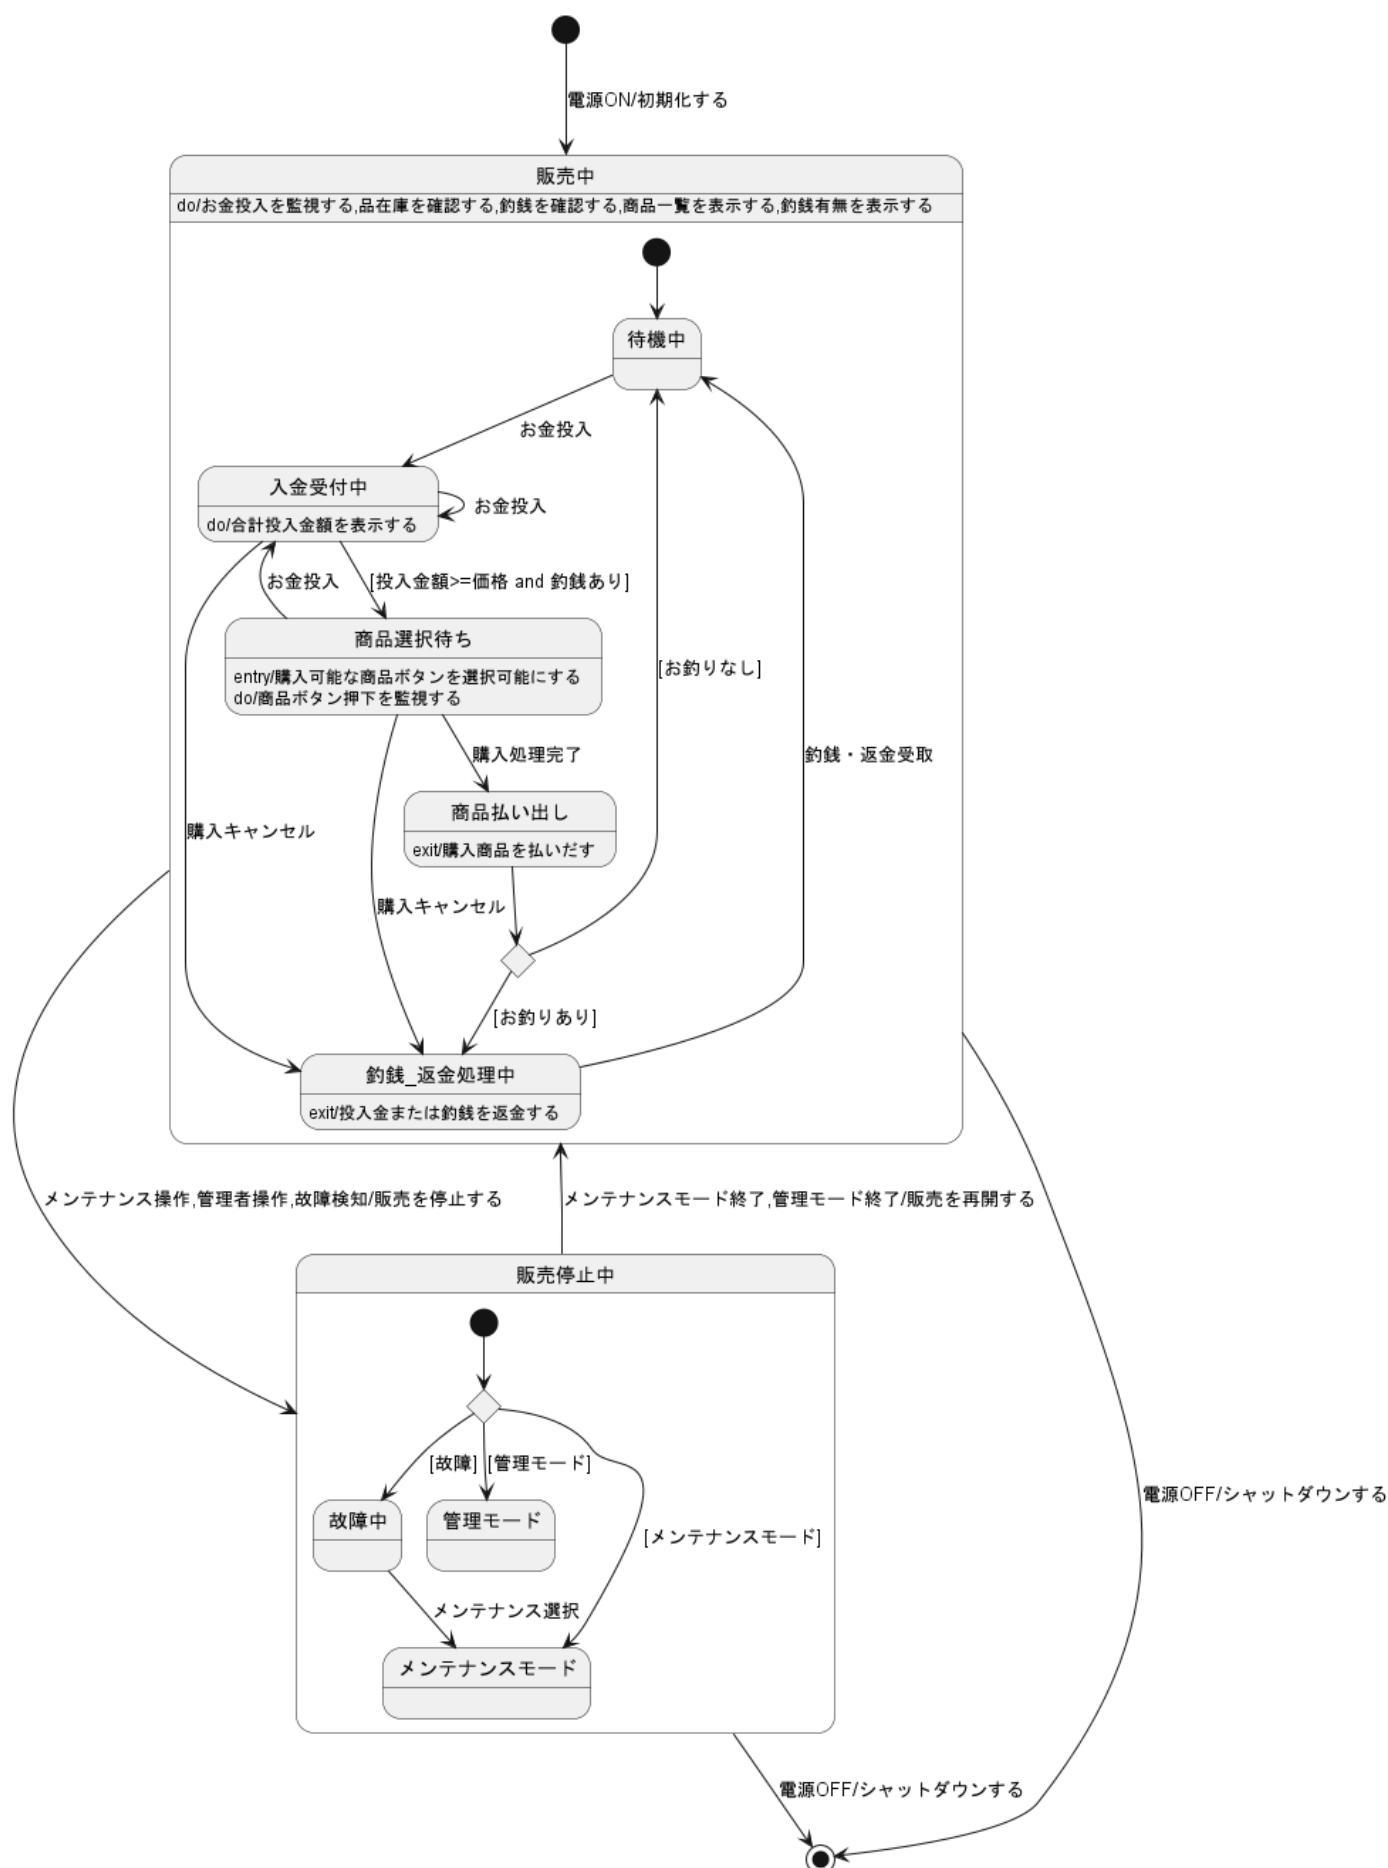 電源ON/初期化する
販売中
do/お金投入を監視する,品在庫を確認する,釣銭を確認する,商品一覧を表示する,釣銭有無を表示する
待機中
お金投入
入金受付中
do/合計投入金額を表示する
お金投入
お金投入
[投入金額>=価格 and 釣銭あり]
商品選択待ち
entry/購入可能な商品ボタンを選択可能にする
do/商品ボタン押下を監視する
[お釣りなし]
購入処理完了
釣銭・返金受取
商品払い出し
exit/購入商品を払いだす
購入キャンセル
購入キャンセル
[お釣りあり]
釣銭_返金処理中
exit/投入金または釣銭を返金する
メンテナンス操作,管理者操作,故障検知/販売を停止する
メンテナンスモード終了,管理モード終了/販売を再開する
販売停止中
[故障]
[管理モード]
電源OFF/シャットダウンする
故障中
管理モード
[メンテナンスモード]
メンテナンス選択
メンテナンスモード
電源OFF/シャットダウンする